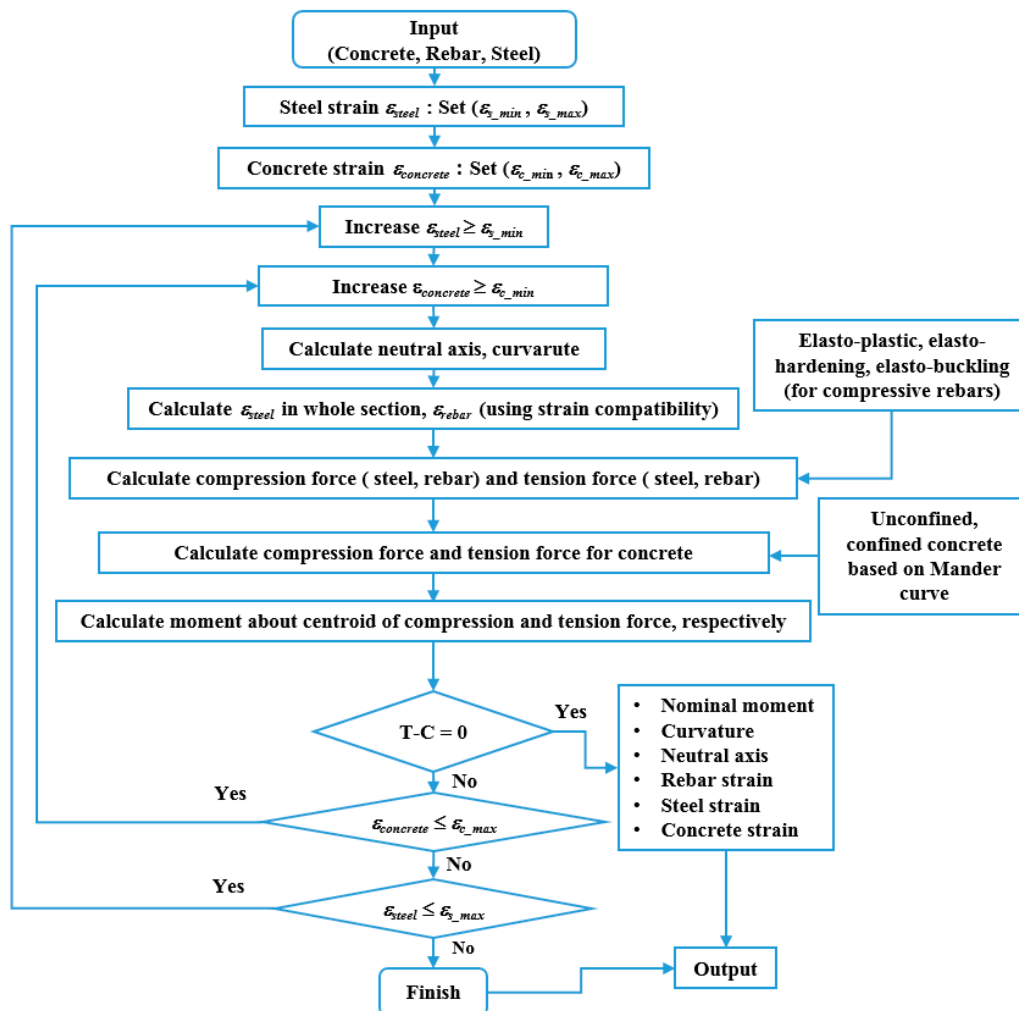 Input
(Concrete, Rebar, Steel)
Steel strain εsteel : Set (εs_min , εs_max)
Concrete strain εconcrete : Set (εc_min , εc_max)
Increase εsteel ≥ εs_min
Increase εconcrete ≥ εc_min
Calculate neutral axis, curvarute
Elasto-plastic, elasto-
hardening, elasto-buckling
(for compressive rebars)
Calculate εsteel in whole section, εrebar (using strain compatibility)
Calculate compression force ( steel, rebar) and tension force ( steel, rebar)
Unconfined,
confined concrete
based on Mander
curve
Calculate compression force and tension force for concrete
Calculate moment about centroid of compression and tension force, respectively
T-C = 0
Yes
• Nominal moment
• Curvature
• Neutral axis
• Rebar strain
• Steel strain
• Concrete strain
No
Yes
εconcrete ≤ εc_max
No
Yes
εsteel ≤ εs_max
No
Finish
Output